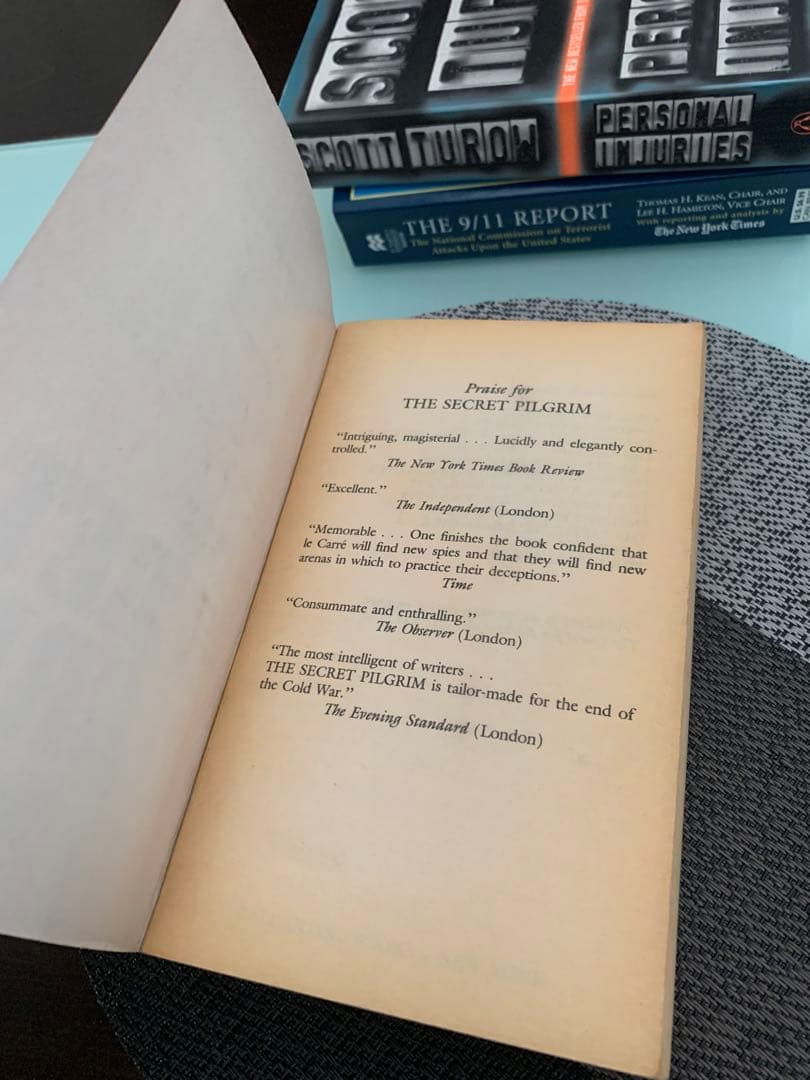 SCO
TUR
PER
INJ
SCOTT TUROW
PERSONAL
INJURIES
THE 9/11 REPORT
The National Commission on Terrorist
Attacks Upon the United States
THOMAS H. KEAN, CHAIR, AND
LEE H. HAMILTON, VICE CHAIR
With reporting and analysis by
The New York Times
Praise for
THE SECRET PILGRIM
“Intriguing, magisterial . . . Lucidly and elegantly con-
trolled.”
The New York Times Book Review
“Excellent.”
The Independent (London)
“Memorable . . . One finishes the book confident that
le Carré will find new spies and that they will find new
arenas in which to practice their deceptions.”
Time
“Consummate and enthralling.”
The Observer (London)
“The most intelligent of writers . . .
THE SECRET PILGRIM is tailor-made for the end of
the Cold War.”
The Evening Standard (London)